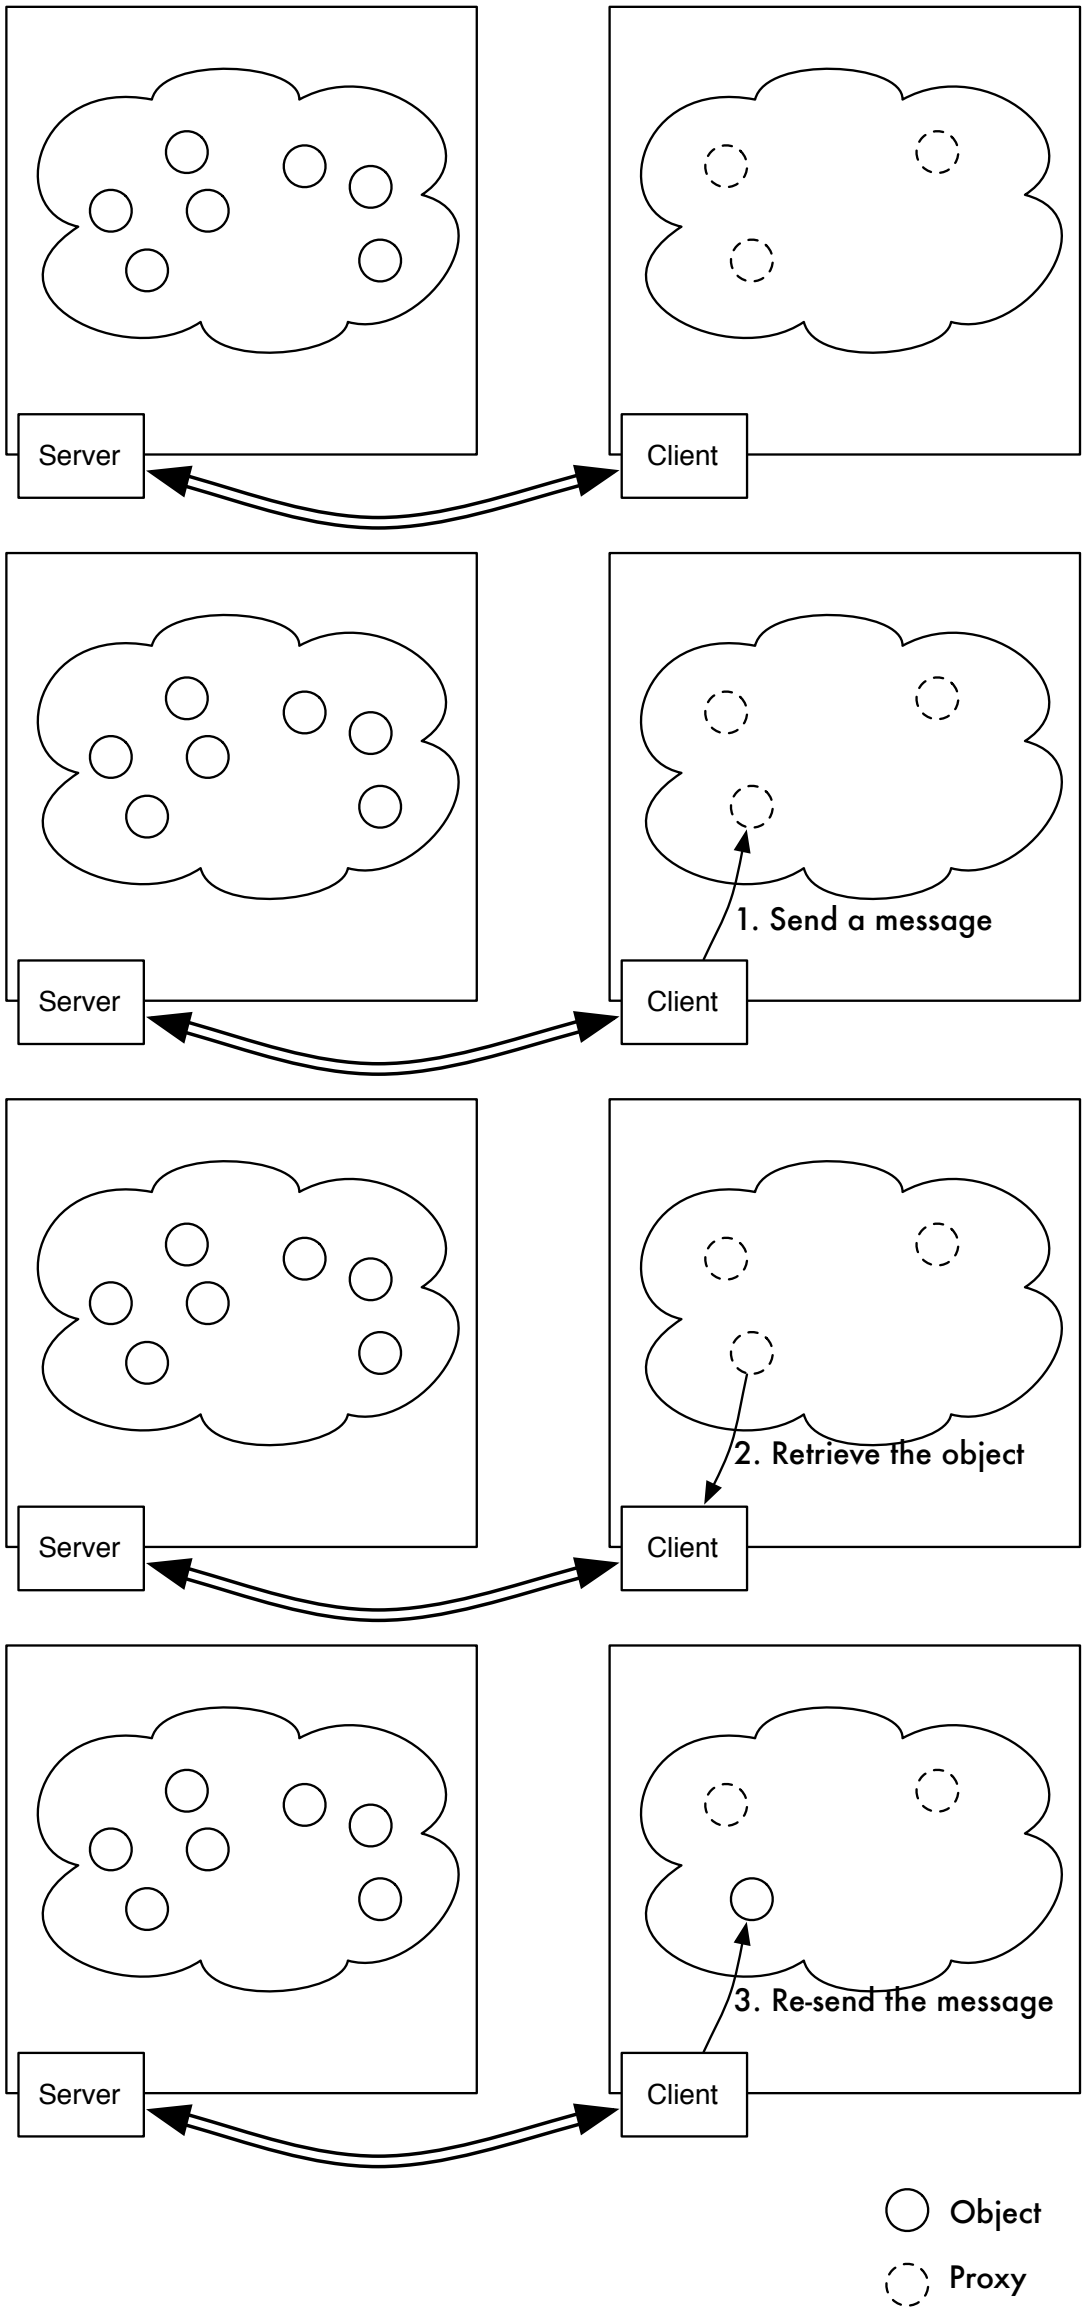 Server
Client
1. Send a message
Server
Client
2. Retrieve the object
Server
Client
3. Re-send the message
Server
Client
Object
Proxy